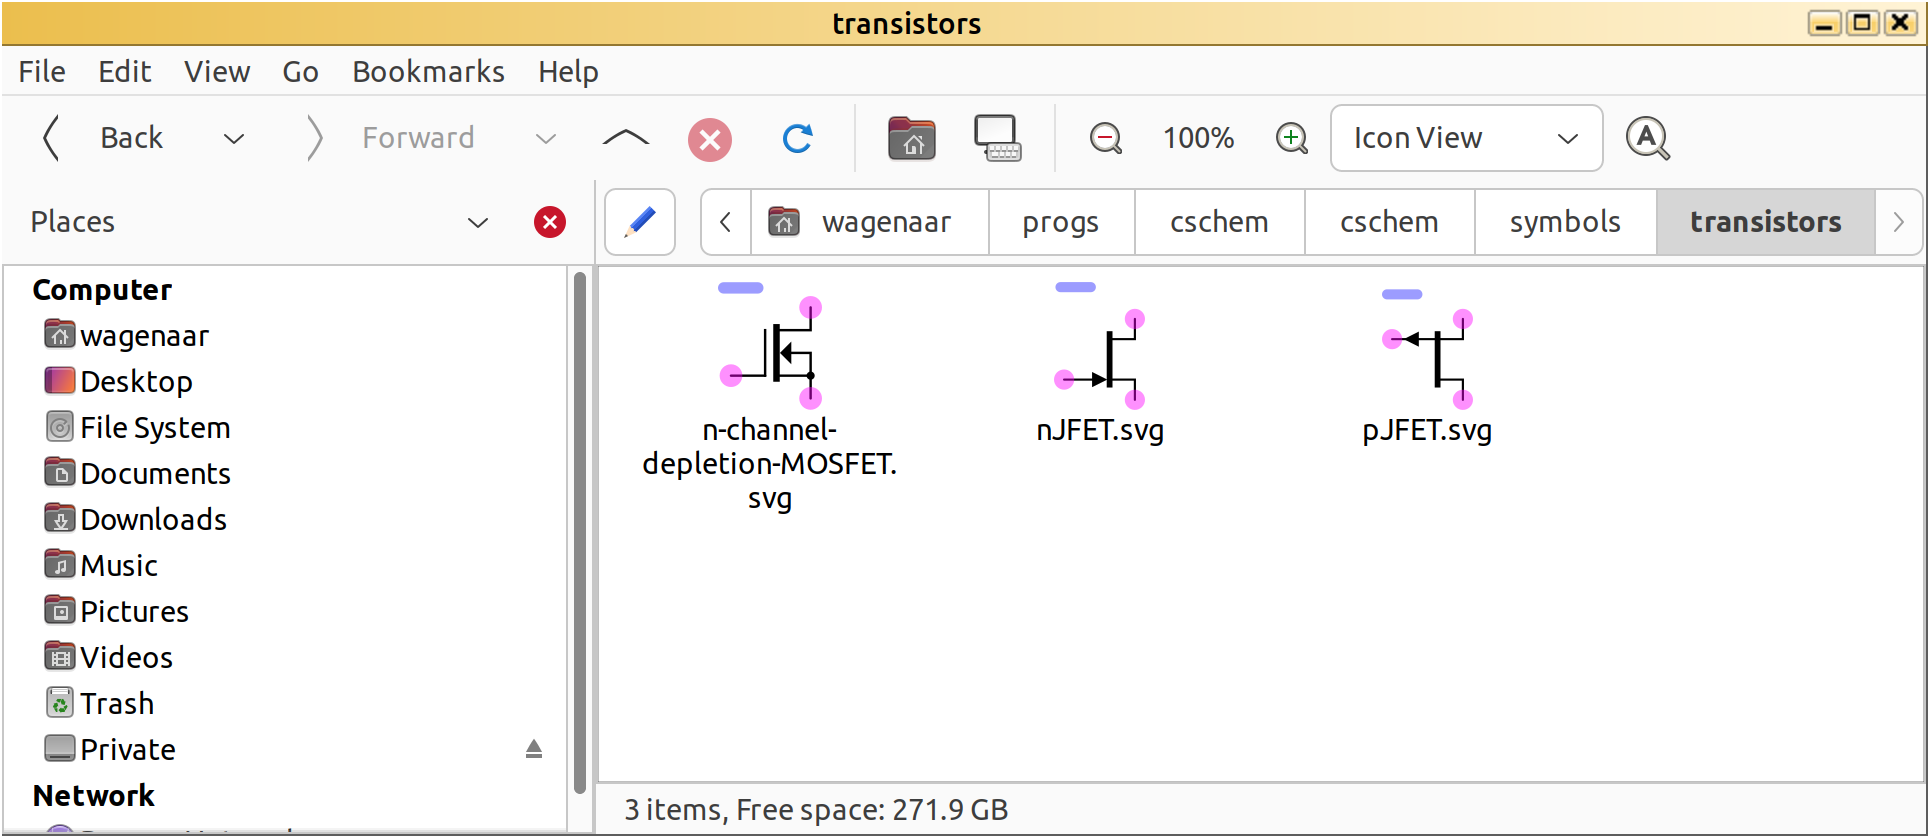 transistors
File Edit View Go Bookmarks Help
Back Forward 100% Icon View
Places
wagenaar progs cschem cschem symbols transistors
Computer
wagenaar
Desktop
File System
Documents
Downloads
Music
Pictures
Videos
Trash
Private
Network
n-channel-
depletion-MOSFET.
svg
nJFET.svg
pJFET.svg
3 items, Free space: 271.9 GB